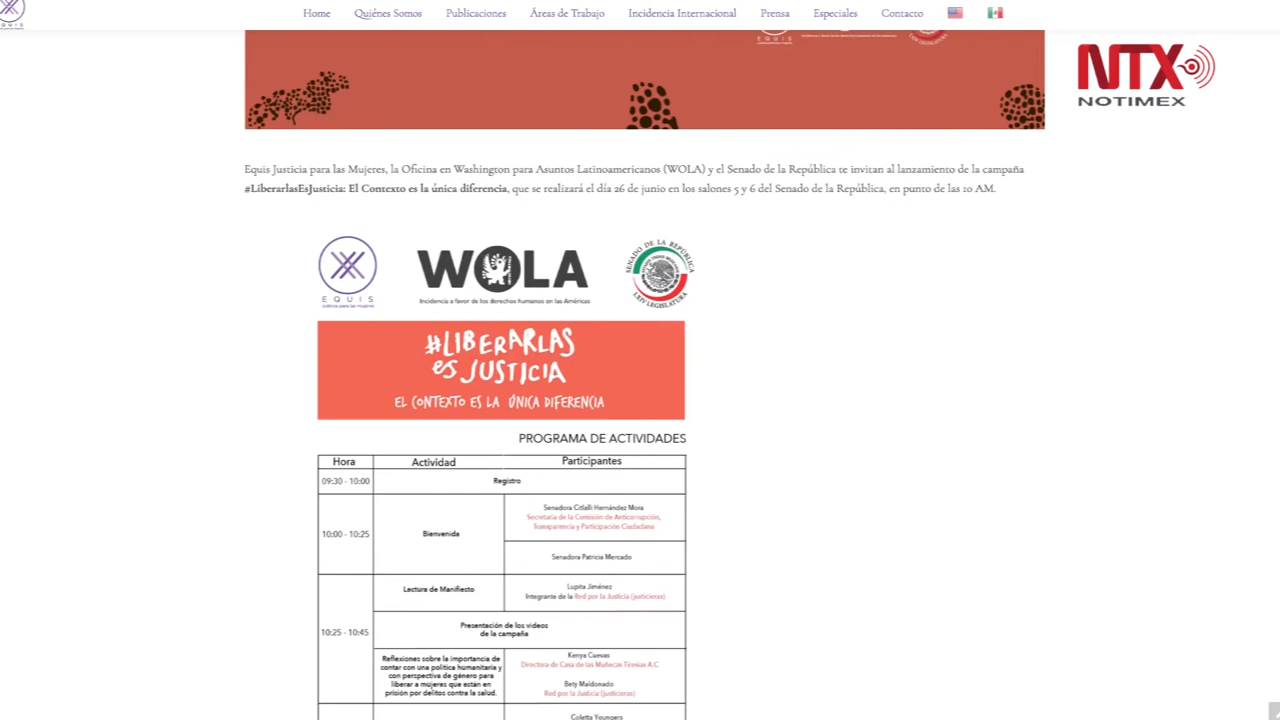 Home Quiénes Somos Publicaciones Áreas de Trabajo Incidencia Internacional Prensa Especiales Contacto
EQUIS
EQUIS
NTX
NOTIMEX
Equis Justicia para las Mujeres, la Oficina en Washington para Asuntos Latinoamericanos (WOLA) y el Senado de la República te invitan al lanzamiento de la campaña
#LiberarlasEsJusticia: El Contexto es la única diferencia, que se realizará el día 26 de junio en los salones 5 y 6 del Senado de la República, en punto de las 10 AM.
EQUIS
Justicia para las mujeres
WOLA
Incidencia a favor de los derechos humanos en las Américas
SENADO DE LA REPÚBLICA
LXIV LEGISLATURA
#LIBERARLAS
es JUSTICIA
EL CONTEXTO ES LA ÚNICA DIFERENCIA
PROGRAMA DE ACTIVIDADES
Hora Actividad Participantes
09:30 - 10:00 Registro
10:00 - 10:25 Bienvenida
Senadora Citlalli Hernández Mora
Secretaria de la Comisión de Anticorrupción,
Transparencia y Participación Ciudadana
Senadora Patricia Mercado
10:25 - 10:45
Lectura de Manifiesto
Lupita Jiménez
Integrante de la Red por la Justicia (justicieras)
Presentación de los videos
de la campaña
Reflexiones sobre la importancia de
contar con una política humanitaria y
con perspectiva de género para
liberar a mujeres que están en
prisión por delitos contra la salud.
Kenya Cuevas
Directora de Casa de las Muñecas Tiresias A.C
Bety Maldonado
Red por la Justicia (justicieras)
Coletta Youngers